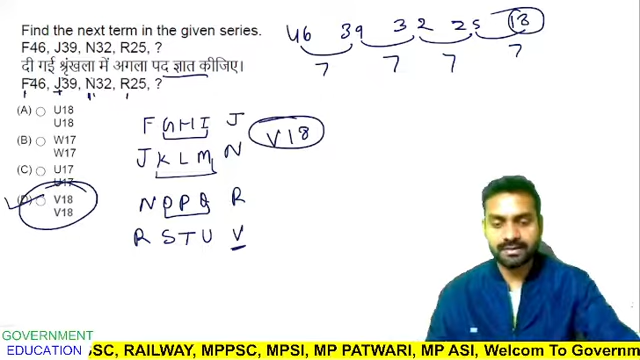 Find the next term in the given series.
F46, J39, N32, R25, ?
दी गई श्रृंखला में अगला पद ज्ञात कीजिए।
F46, J39, N32, R25, ?
(A) U18
U18
(B) W17
W17
(C) U17
U17
(D) V18
V18
46 39 32 25 18
7 7 7 7
F G H I J
J K L M N
V18
N O P Q R
R S T U V
GOVERNMENT
EDUCATION
SSC, RAILWAY, MPPSC, MPSI, MP PATWARI, MP ASI, Welcom To Governm